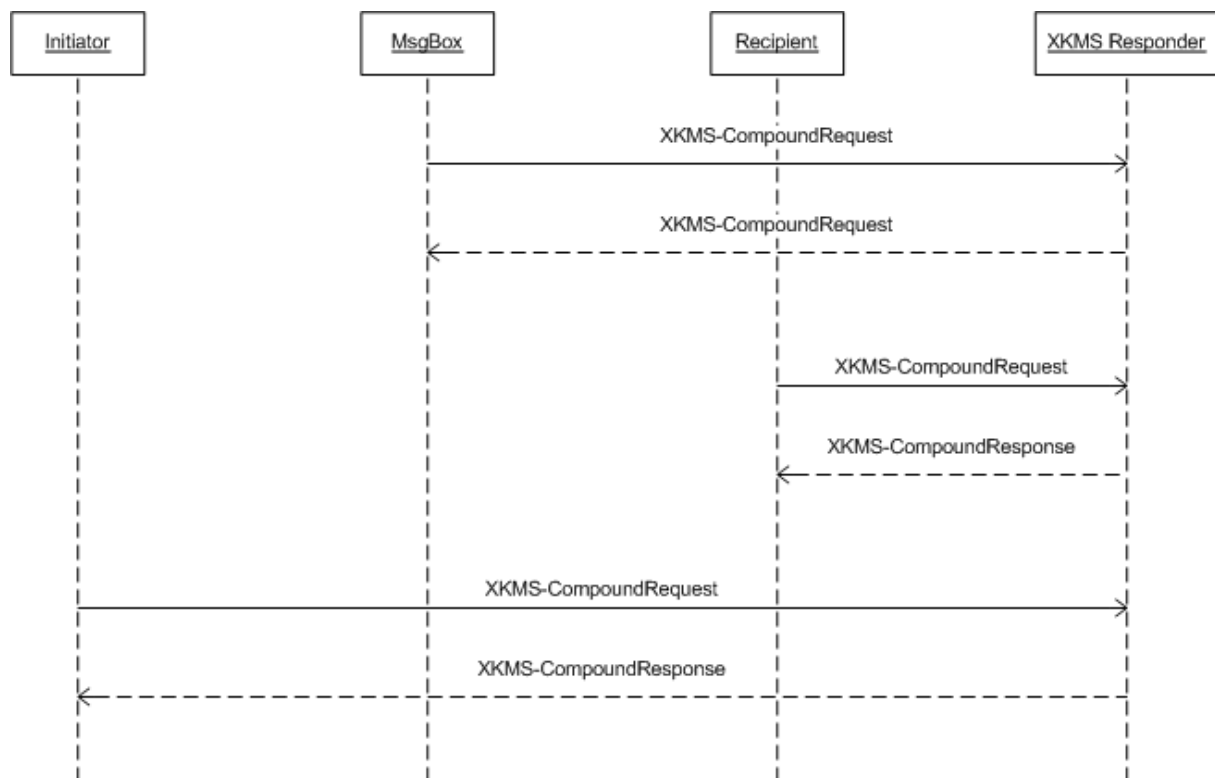 Initiator
MsgBox
Recipient
XKMS Responder
XKMS-CompoundRequest
XKMS-CompoundRequest
XKMS-CompoundRequest
XKMS-CompoundResponse
XKMS-CompoundRequest
XKMS-CompoundResponse